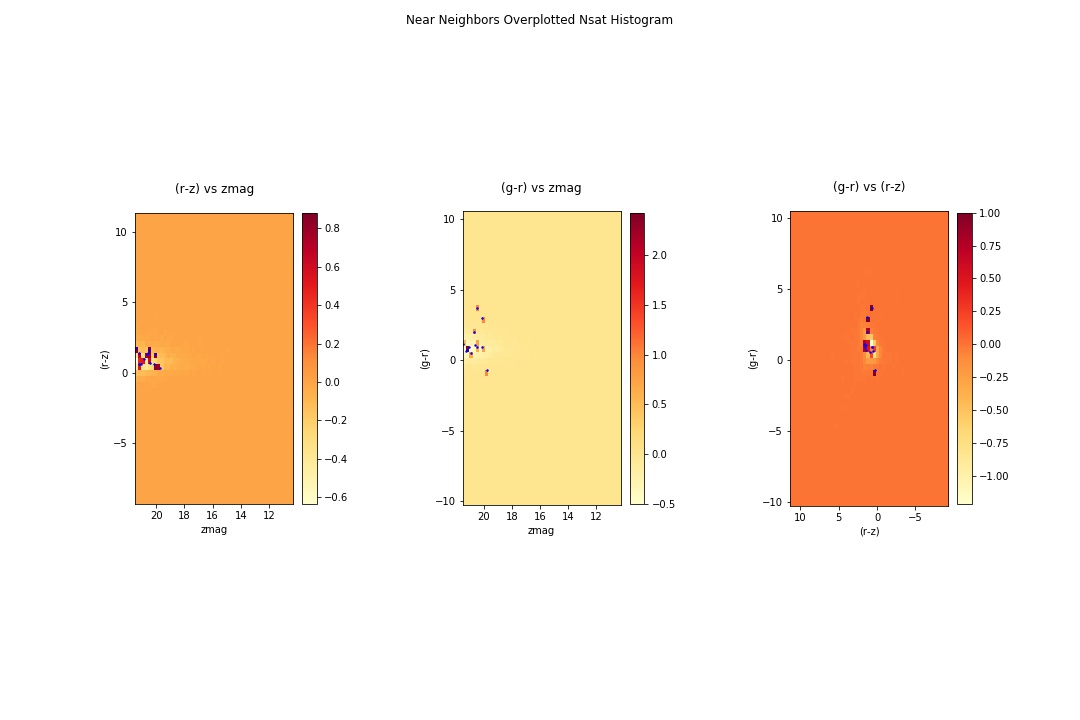 Near Neighbors Overplotted Nsat Histogram
(r-z) vs zmag
10
5
0
−5
(r-z)
20 18 16 14 12
zmag
0.8
0.6
0.4
0.2
0.0
−0.2
−0.4
−0.6
(g-r) vs zmag
10
5
0
−5
−10
(g-r)
20 18 16 14 12
zmag
2.0
1.5
1.0
0.5
0.0
−0.5
(g-r) vs (r-z)
10
5
0
−5
−10
(g-r)
10 5 0 −5
(r-z)
1.00
0.75
0.50
0.25
0.00
−0.25
−0.50
−0.75
−1.00